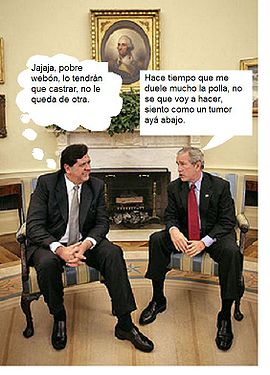 Jajaja, pobre
webón, lo tendrán
que castrar, no le
queda de otra.
Hace tiempo que me
duele mucho la polla,
no se que voy a hacer,
siento como un tumor
ayá abajo.